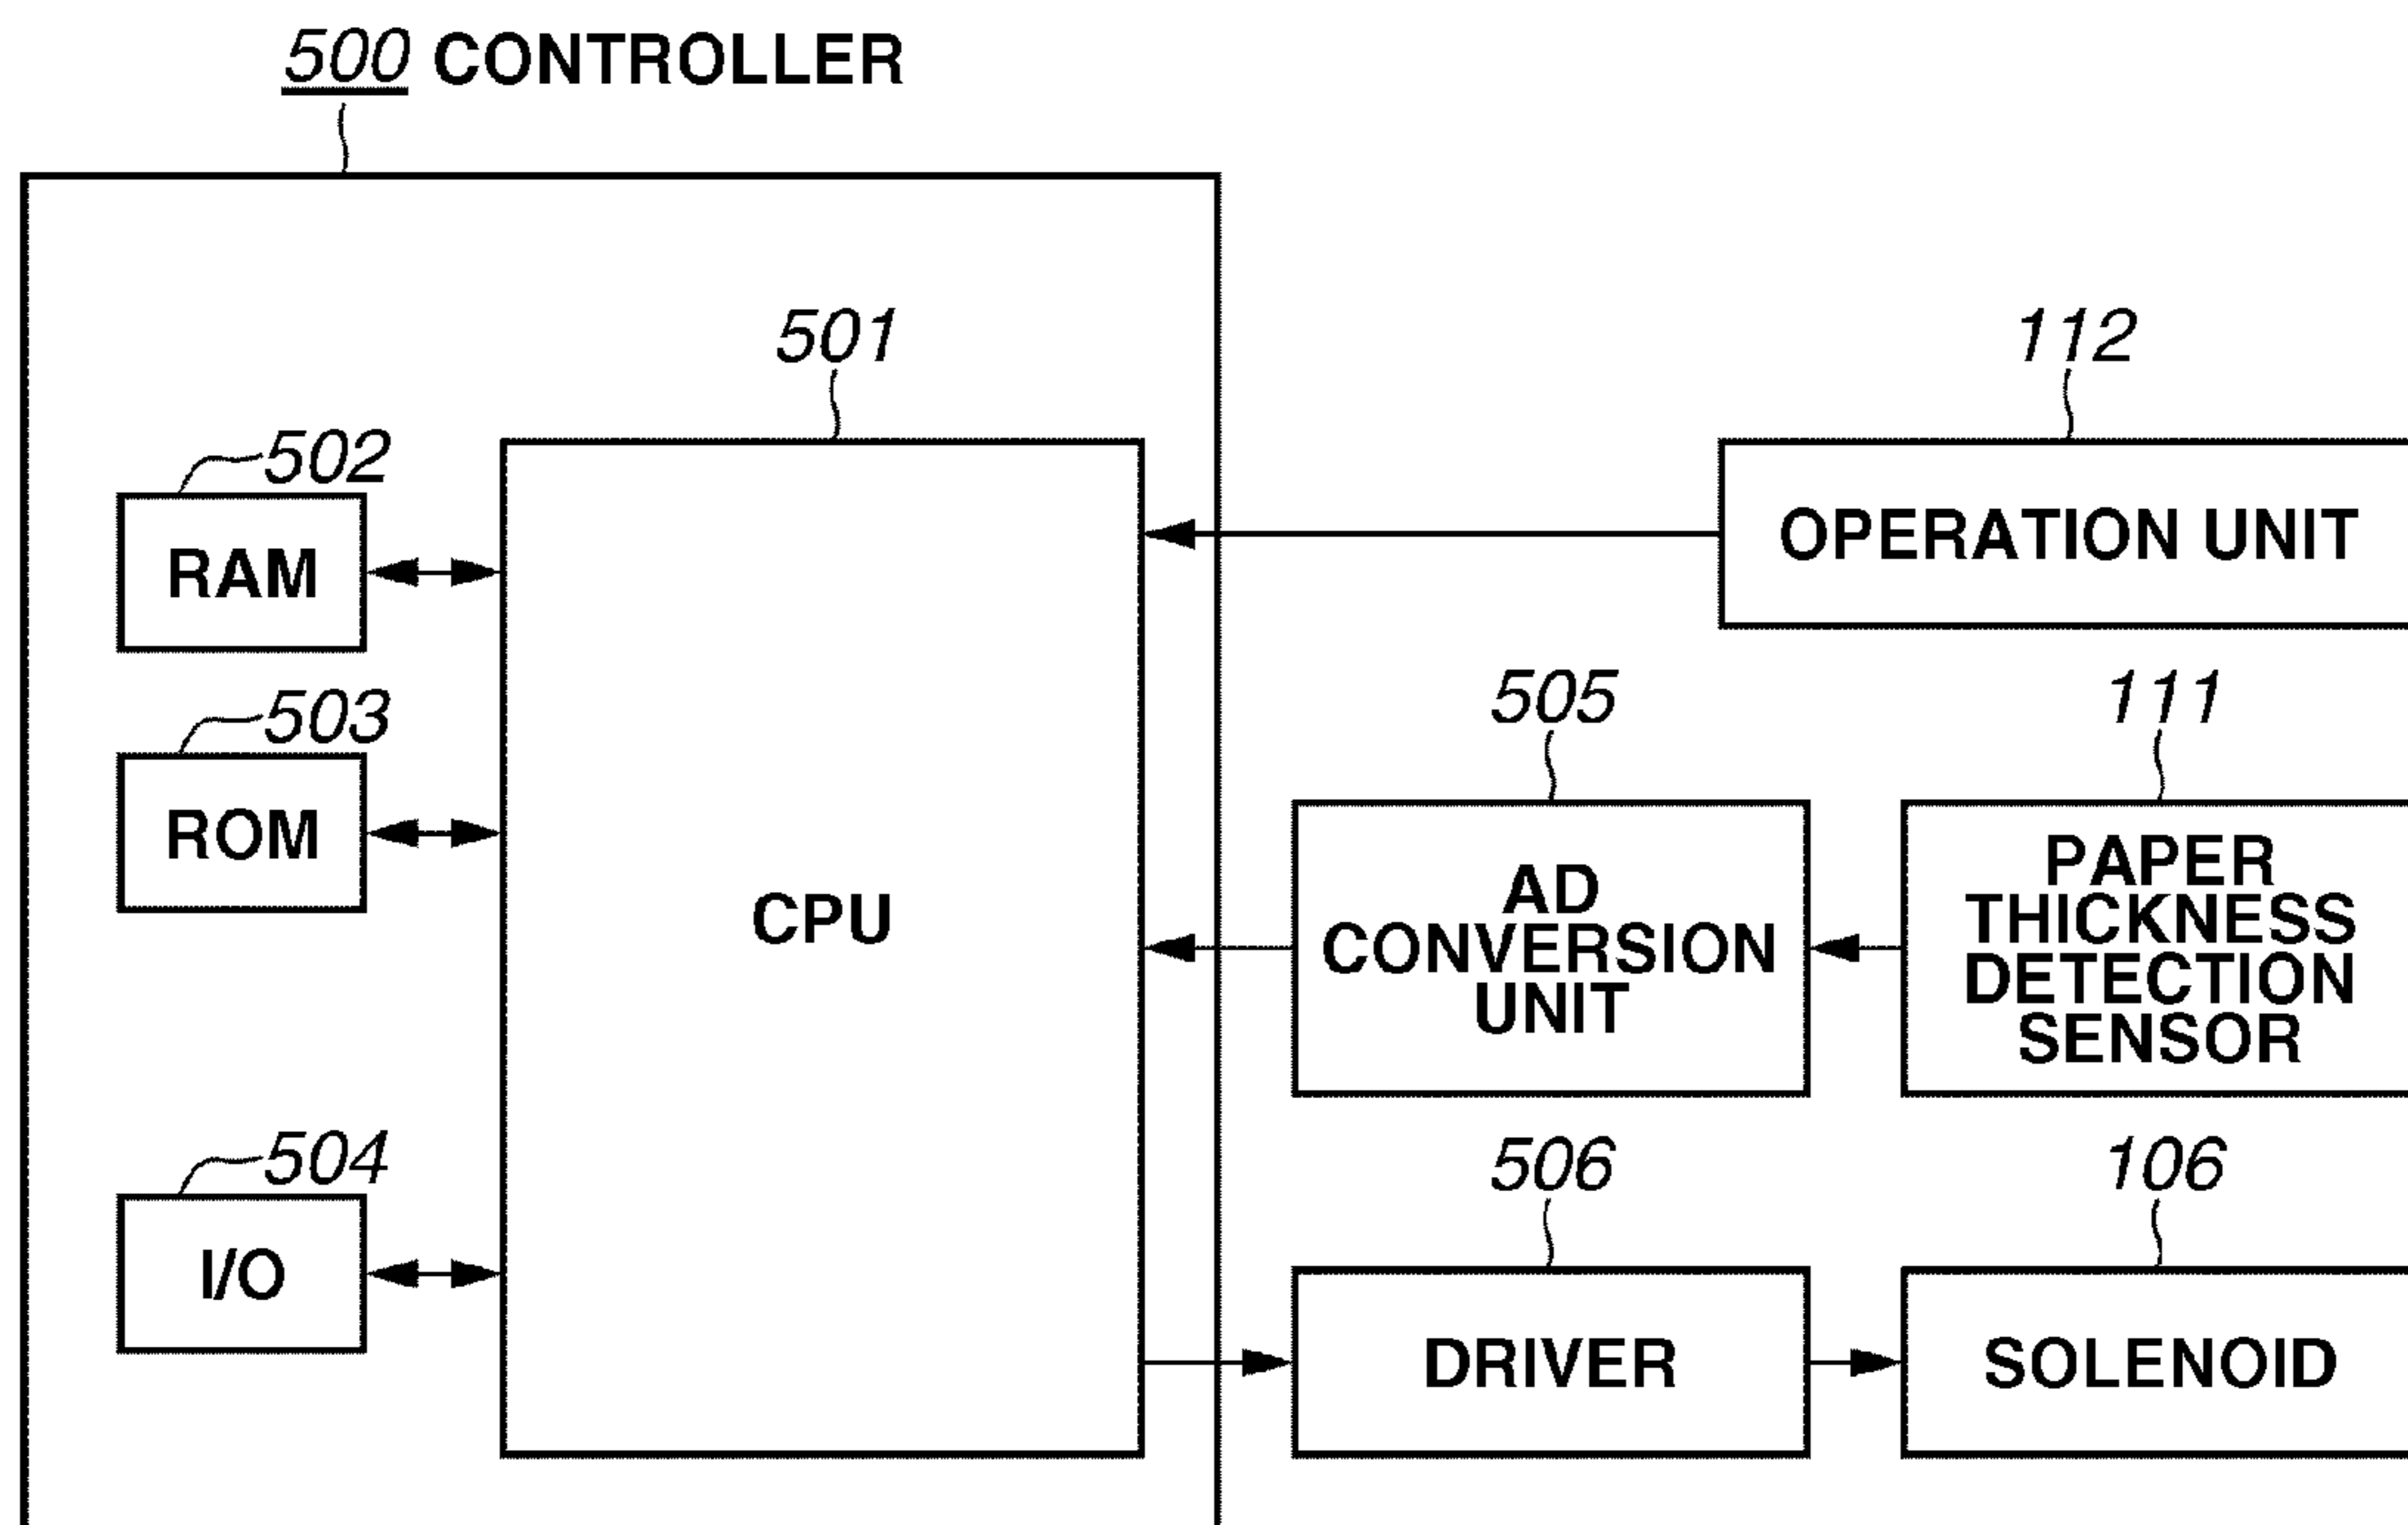 500 CONTROLLER
501
112
502
RAM
OPERATION UNIT
503
ROM
505
111
CPU
AD
CONVERSION
UNIT
PAPER
THICKNESS
DETECTION
SENSOR
504
I/O
506
106
DRIVER
SOLENOID